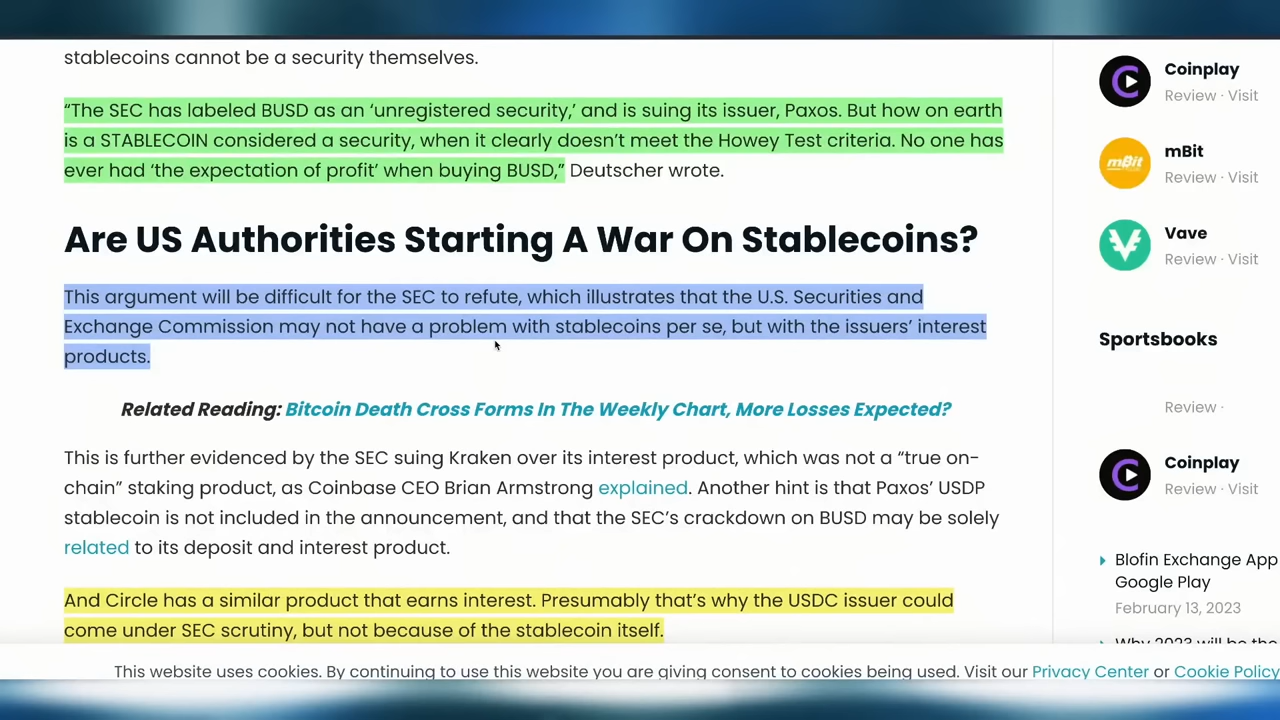 stablecoins cannot be a security themselves.
“The SEC has labeled BUSD as an ‘unregistered security,’ and is suing its issuer, Paxos. But how on earth
is a STABLECOIN considered a security, when it clearly doesn’t meet the Howey Test criteria. No one has
ever had ‘the expectation of profit’ when buying BUSD,” Deutscher wrote.
Are US Authorities Starting A War On Stablecoins?
This argument will be difficult for the SEC to refute, which illustrates that the U.S. Securities and
Exchange Commission may not have a problem with stablecoins per se, but with the issuers’ interest
products.
Related Reading: Bitcoin Death Cross Forms In The Weekly Chart, More Losses Expected?
This is further evidenced by the SEC suing Kraken over its interest product, which was not a “true on-
chain” staking product, as Coinbase CEO Brian Armstrong explained. Another hint is that Paxos’ USDP
stablecoin is not included in the announcement, and that the SEC’s crackdown on BUSD may be solely
related to its deposit and interest product.
And Circle has a similar product that earns interest. Presumably that’s why the USDC issuer could
come under SEC scrutiny, but not because of the stablecoin itself.
Coinplay
Review · Visit
mBit
mBit
Review · Visit
Vave
Review · Visit
Sportsbooks
Review ·
Coinplay
Review · Visit
Blofin Exchange App
Google Play
February 13, 2023
Why 2023 will be the
This website uses cookies. By continuing to use this website you are giving consent to cookies being used. Visit our Privacy Center or Cookie Policy